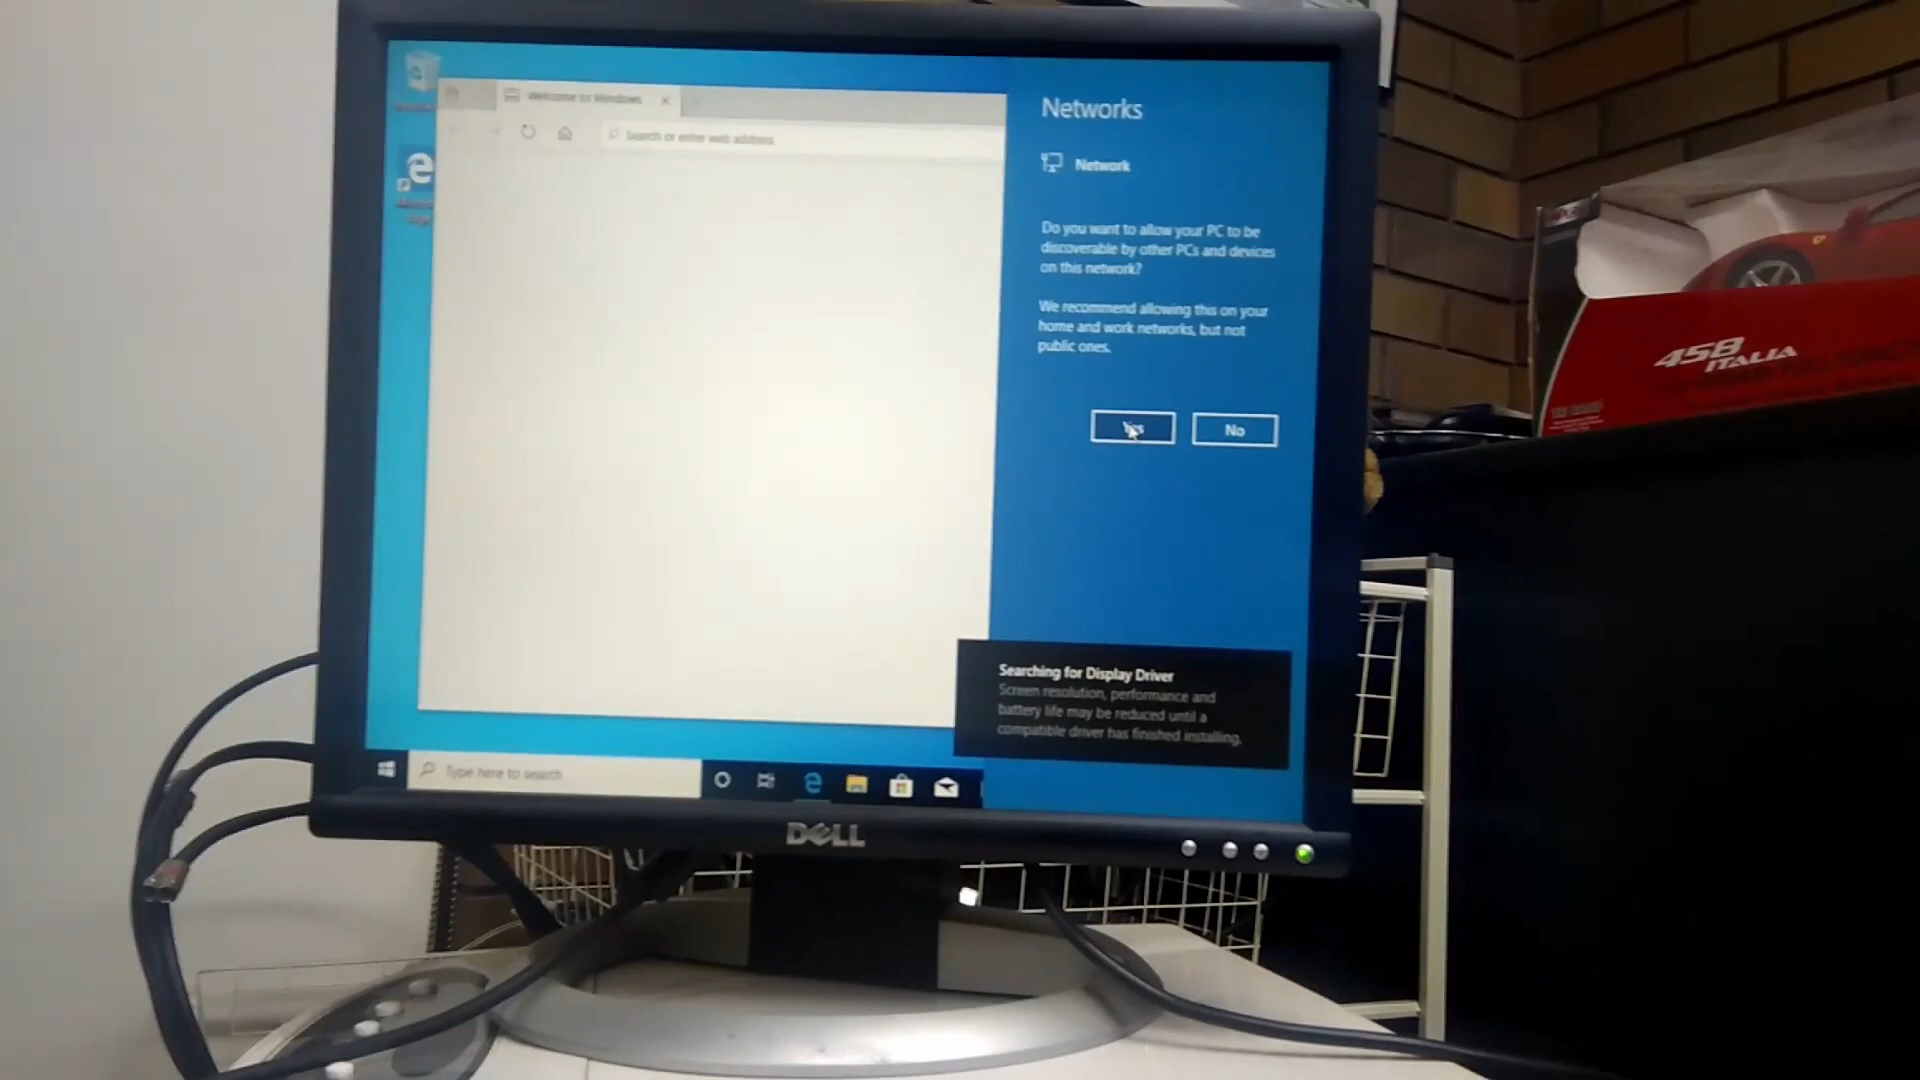 Welcome to Windows
Search or enter web address
Networks
Network
Do you want to allow your PC to be
discoverable by other PCs and devices
on this network?
We recommend allowing this on your
home and work networks, but not
public ones.
Yes
No
Searching for Display Driver
Screen resolution, performance and
battery life may be reduced until a
compatible driver has finished installing.
Type here to search
DELL
458
ITALIA